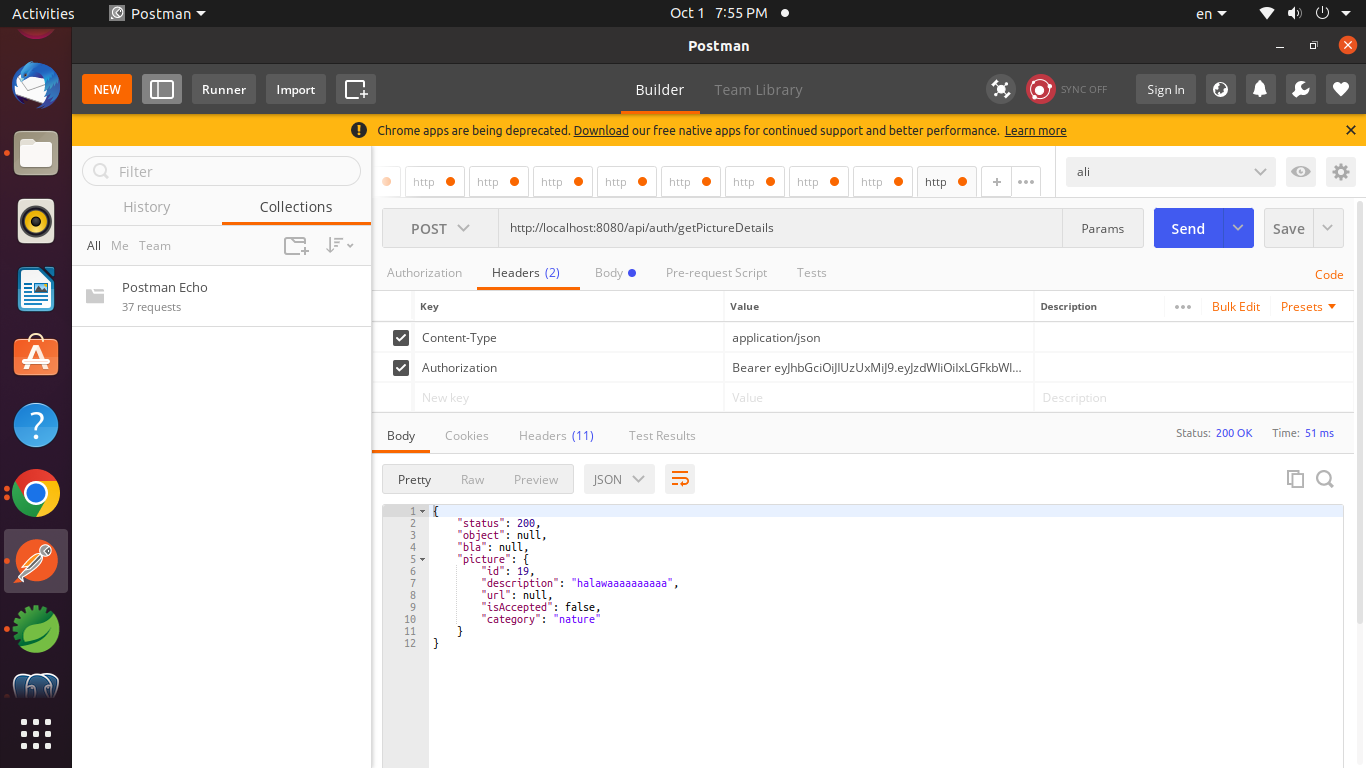 Activities Postman Oct 1 7:55 PM en
Postman
NEW Runner Import Builder Team Library SYNC OFF Sign In
Chrome apps are being deprecated. Download our free native apps for continued support and better performance. Learn more
Filter
History Collections
All Me Team
Postman Echo
37 requests
http http http http http http http http http ali
POST http://localhost:8080/api/auth/getPictureDetails Params Send Save
Authorization Headers (2) Body Pre-request Script Tests Code
Key Value Description Bulk Edit Presets
Content-Type application/json
Authorization
Bearer
New key Value Description
Body Cookies Headers (11) Test Results Status: 200 OK Time: 51 ms
Pretty Raw Preview JSON
1 {
2 "status": 200,
3 "object": null,
4 "bla": null,
5 "picture": {
6 "id": 19,
7 "description": "halawaaaaaaaaaa",
8 "url": null,
9 "isAccepted": false,
10 "category": "nature"
11 }
12 }